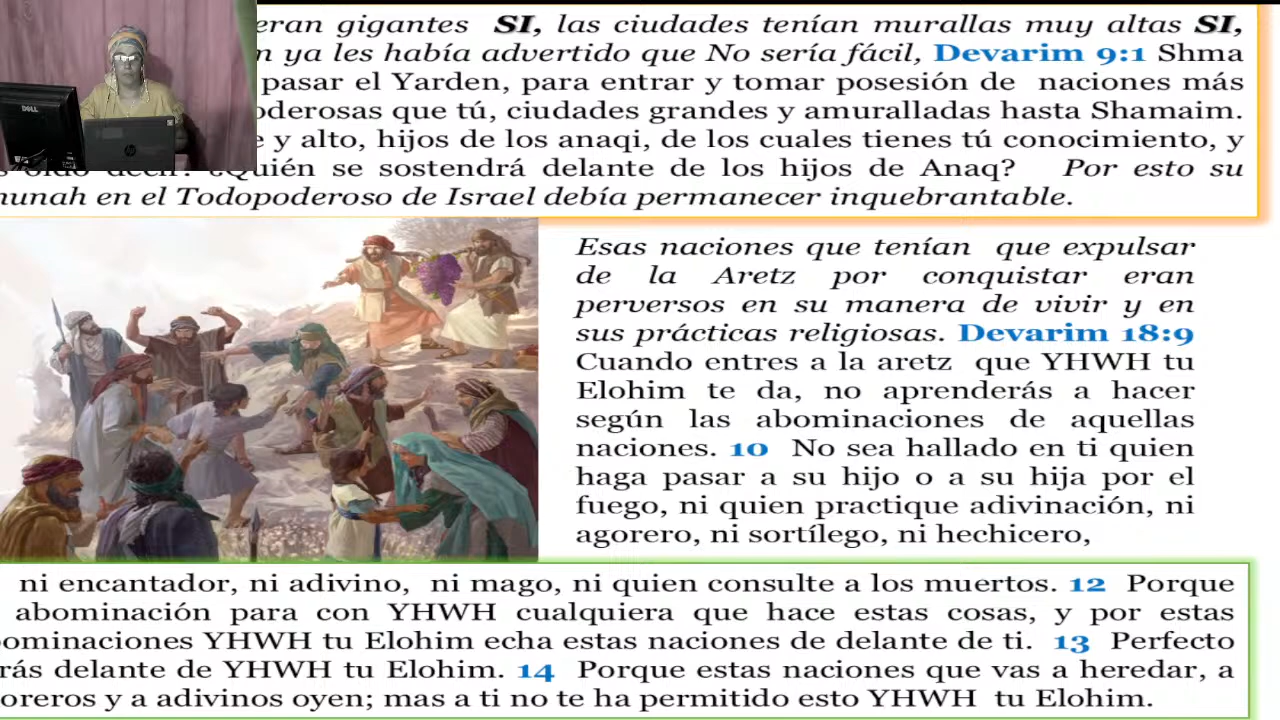 eran gigantes SI, las ciudades tenían murallas muy altas SI,
ya les había advertido que No sería fácil, Devarim 9:1 Shma
pasar el Yarden, para entrar y tomar posesión de naciones más
que tú, ciudades grandes y amuralladas hasta Shamaim.
y alto, hijos de los anaqi, de los cuales tienes tú conocimiento, y
¿Quién se sostendrá delante de los hijos de Anaq? Por esto su
en el Todopoderoso de Israel debía permanecer inquebrantable.
Esas naciones que tenían que expulsar
de la Aretz por conquistar eran
perversos en su manera de vivir y en
sus prácticas religiosas. Devarim 18:9
Cuando entres a la aretz que YHWH tu
Elohim te da, no aprenderás a hacer
según las abominaciones de aquellas
naciones. 10 No sea hallado en ti quien
haga pasar a su hijo o a su hija por el
fuego, ni quien practique adivinación, ni
agorero, ni sortílego, ni hechicero,
ni encantador, ni adivino, ni mago, ni quien consulte a los muertos. 12 Porque
abominación para con YHWH cualquiera que hace estas cosas, y por estas
ominaciones YHWH tu Elohim echa estas naciones de delante de ti. 13 Perfecto
rás delante de YHWH tu Elohim. 14 Porque estas naciones que vas a heredar, a
oreros y a adivinos oyen; mas a ti no te ha permitido esto YHWH tu Elohim.
DELL
hp